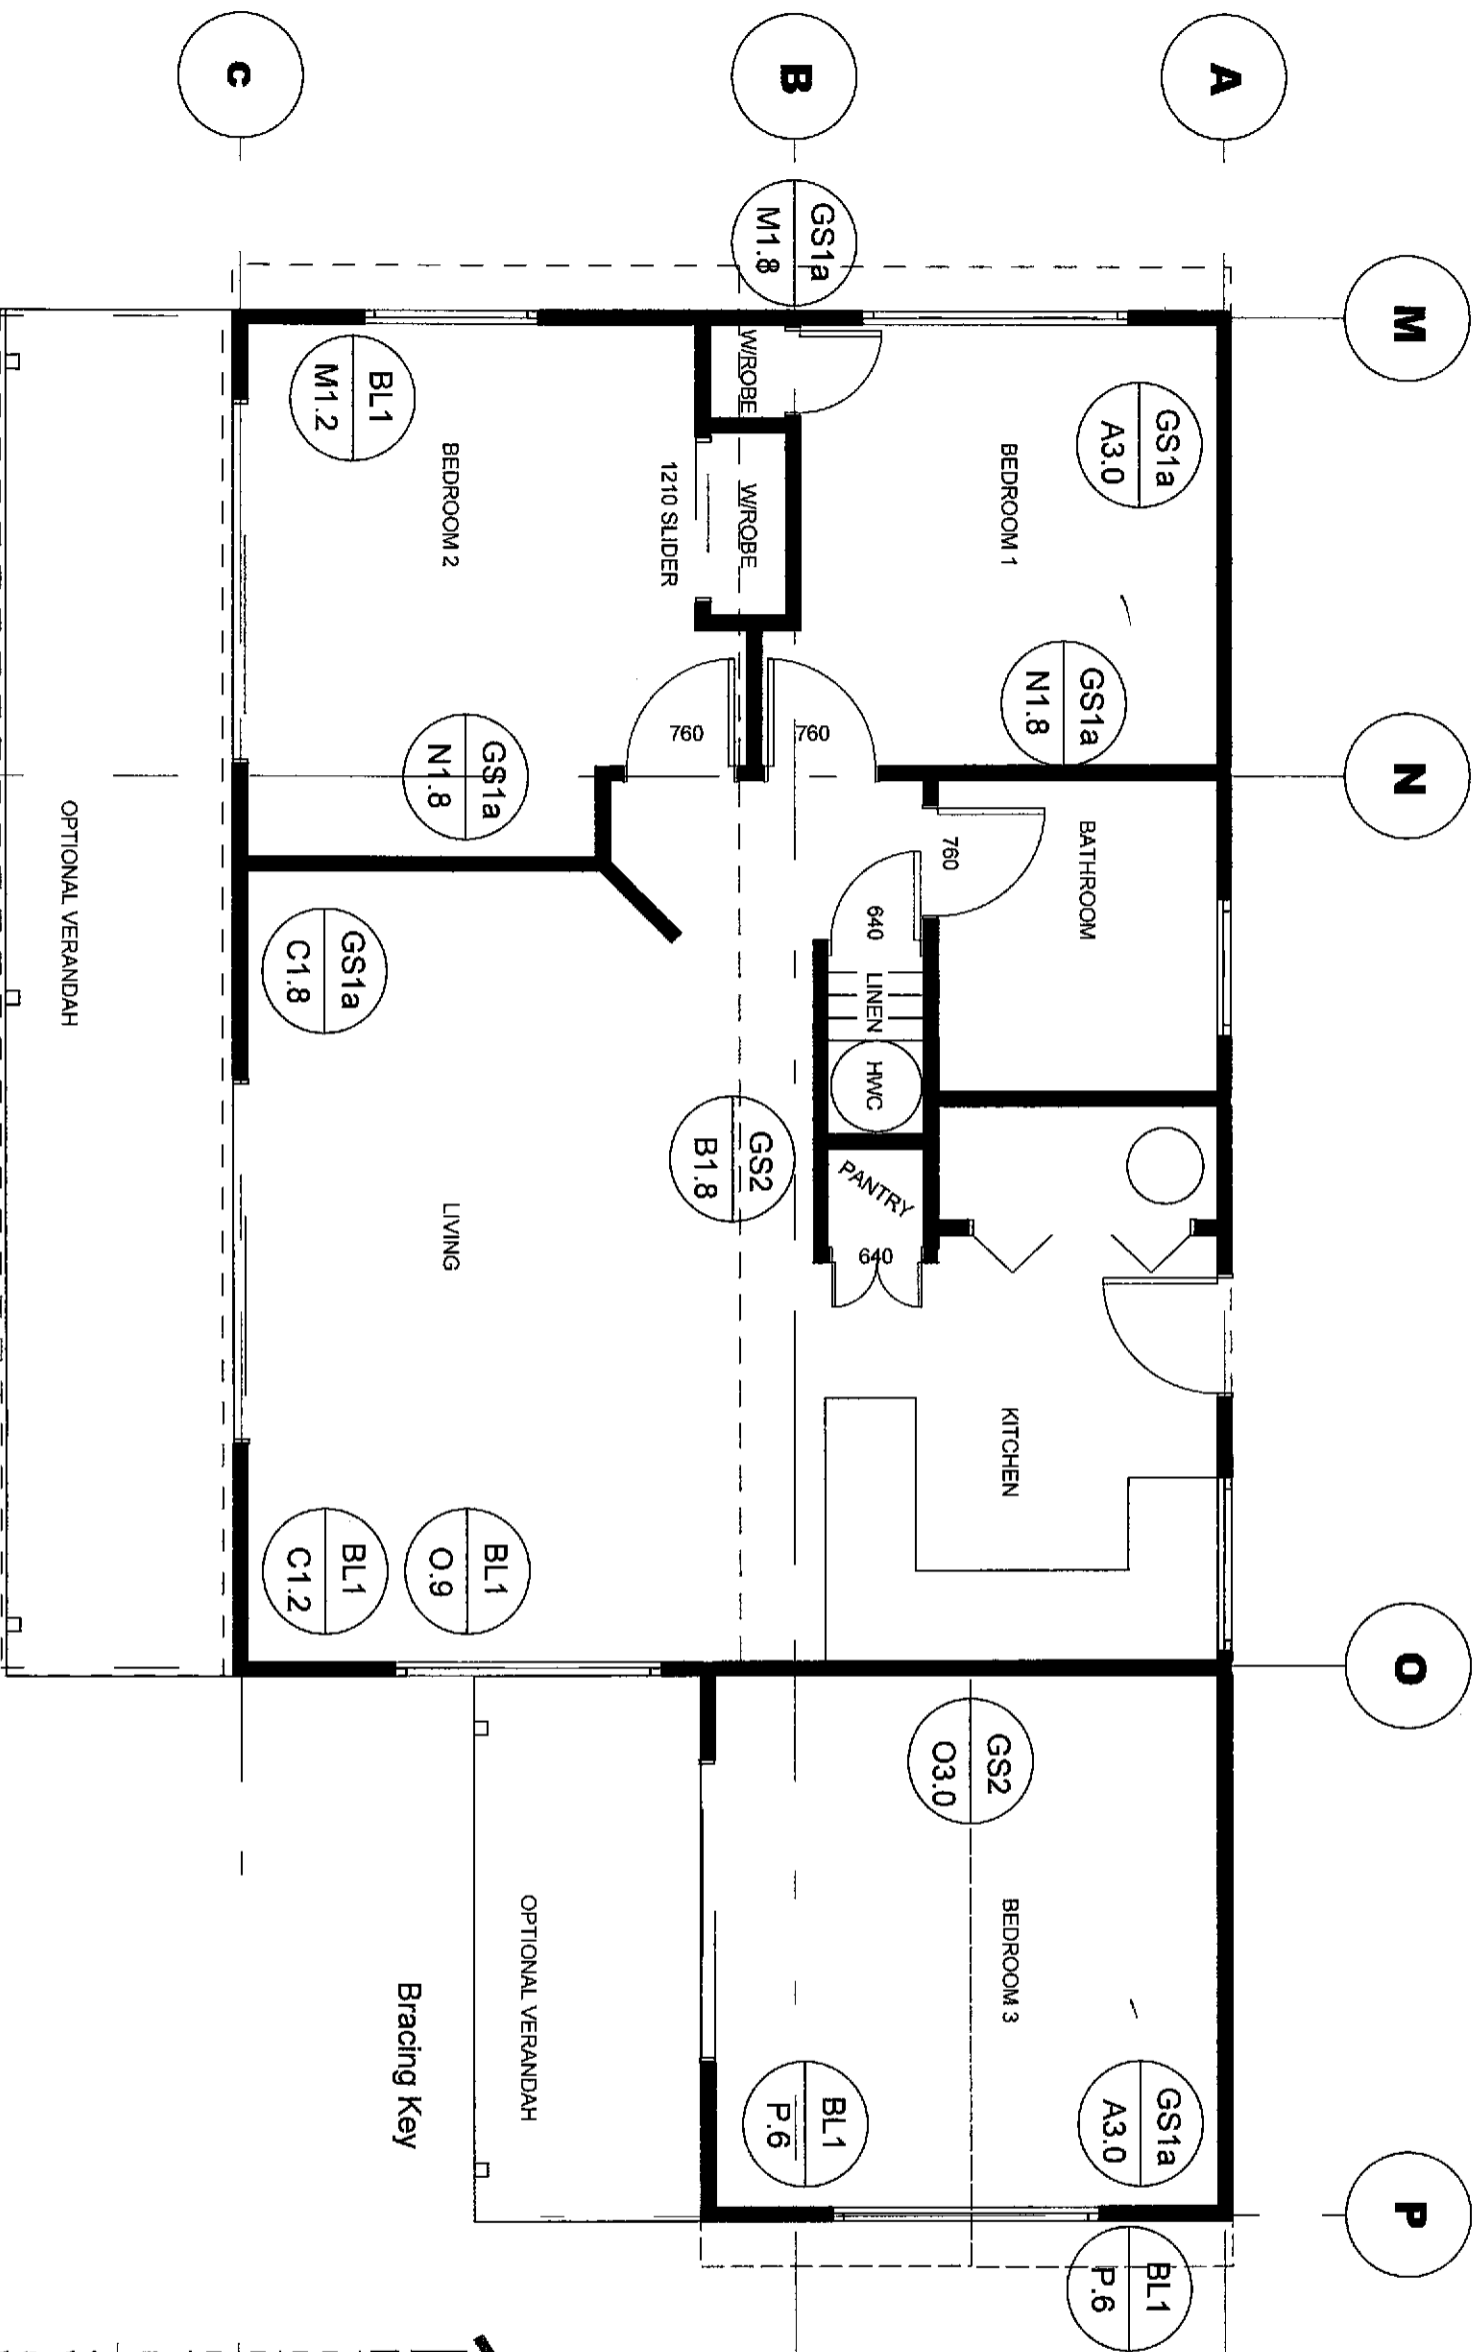 M
N
O
P
A
GS1a
A3.0
GS1a
N1.8
BEDROOM 1
BATHROOM
KITCHEN
BEDROOM 3
GS1a
A3.0
BL1
P.6
760
640
LINEN
HWC
PANTRY
640
GS2
O3.0
B
GS1a
M1.8
W/ROBE
W/ROBE
760
760
1210 SLIDER
GS2
B1.8
BL1
P.6
BEDROOM 2
GS1a
N1.8
LIVING
BL1
O.9
OPTIONAL VERANDAH
BL1
M1.2
GS1a
C1.8
BL1
C1.2
Bracing Key
C
OPTIONAL VERANDAH